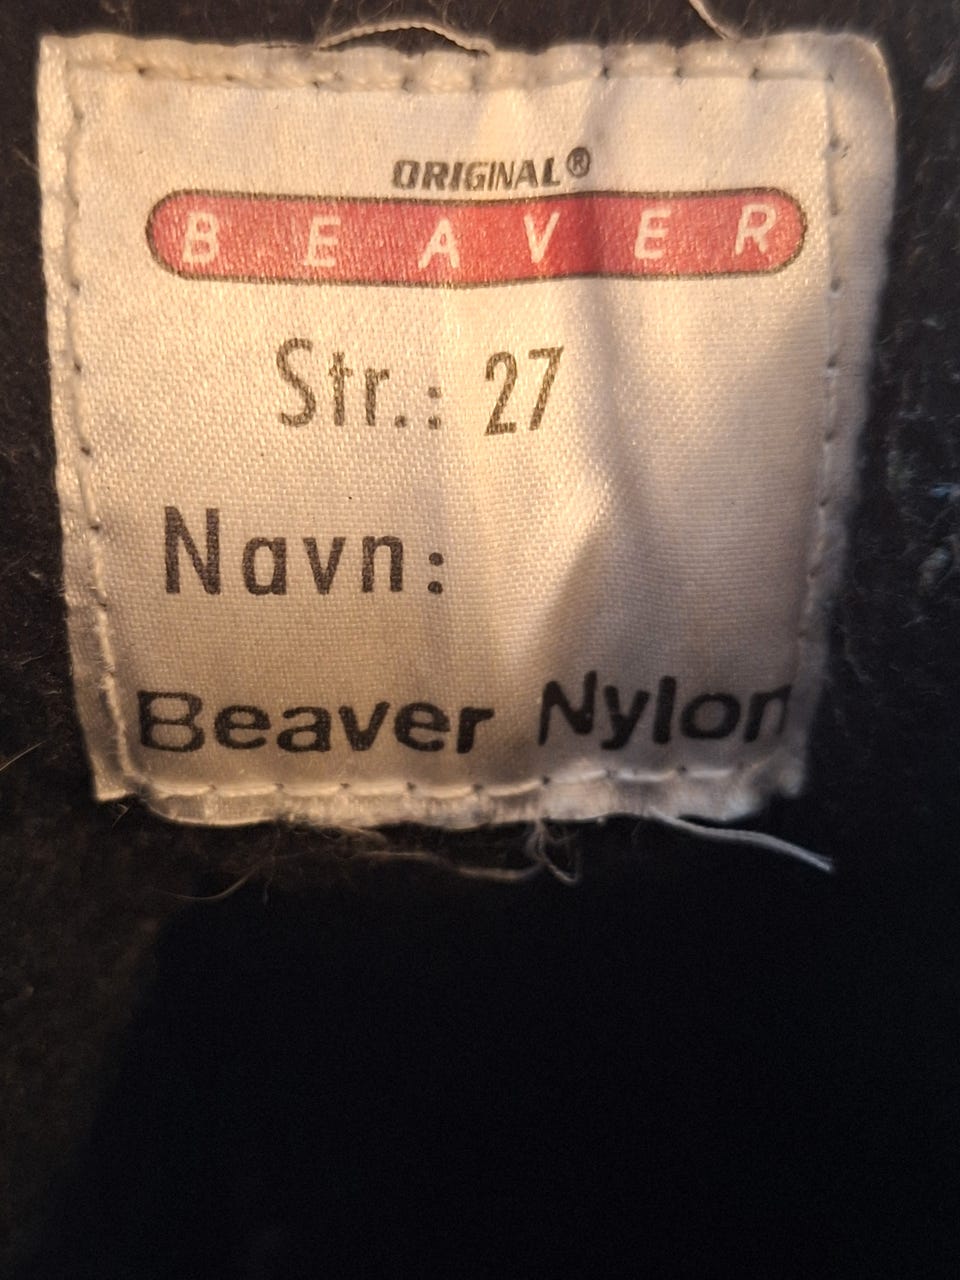 ORIGINAL®
BEAVER
Str.: 27
Navn:
Beaver Nylon